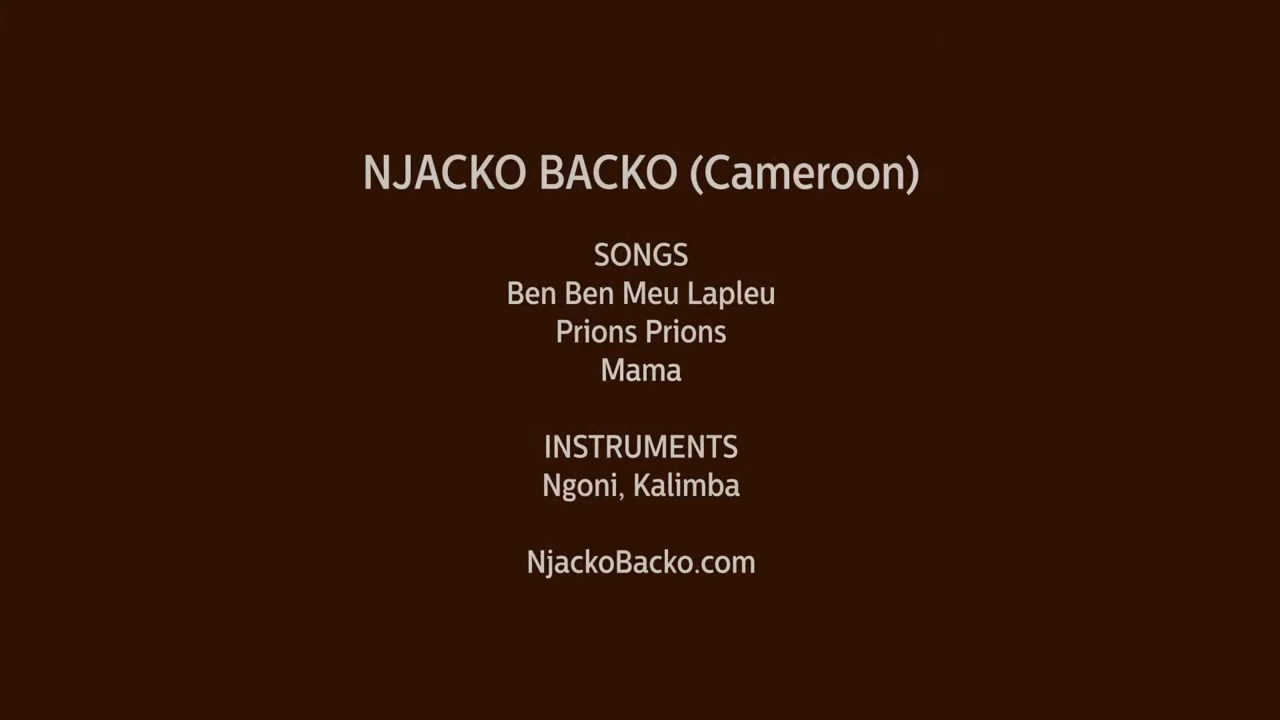 NJACKO BACKO (Cameroon)
SONGS
Ben Ben Meu Lapleu
Prions Prions
Mama
INSTRUMENTS
Ngoni, Kalimba
NjackoBacko.com